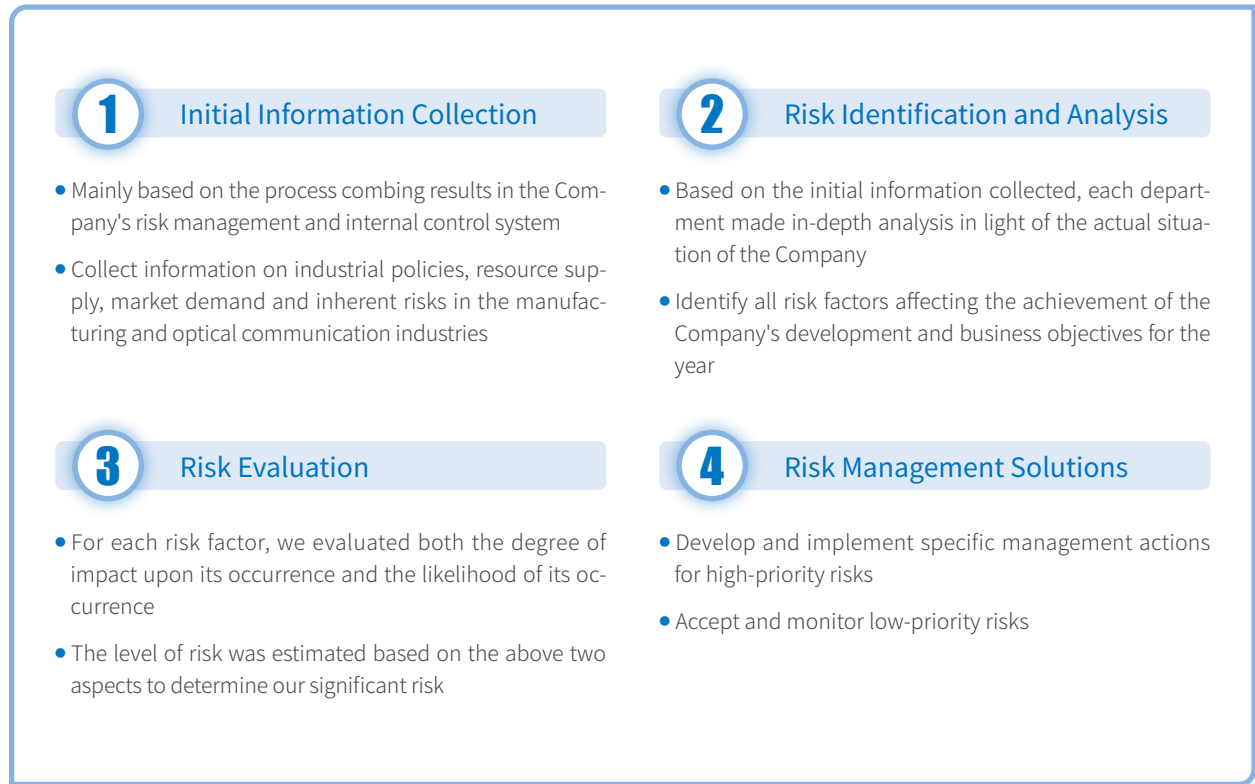 1
Initial Information Collection
• Mainly based on the process combing results in the Com-
pany's risk management and internal control system
• Collect information on industrial policies, resource sup-
ply, market demand and inherent risks in the manufac-
turing and optical communication industries
2
Risk Identification and Analysis
• Based on the initial information collected, each depart-
ment made in-depth analysis in light of the actual situa-
tion of the Company
• Identify all risk factors affecting the achievement of the
Company's development and business objectives for the
year
3
Risk Evaluation
• For each risk factor, we evaluated both the degree of
impact upon its occurrence and the likelihood of its oc-
currence
• The level of risk was estimated based on the above two
aspects to determine our significant risk
4
Risk Management Solutions
• Develop and implement specific management actions
for high-priority risks
• Accept and monitor low-priority risks